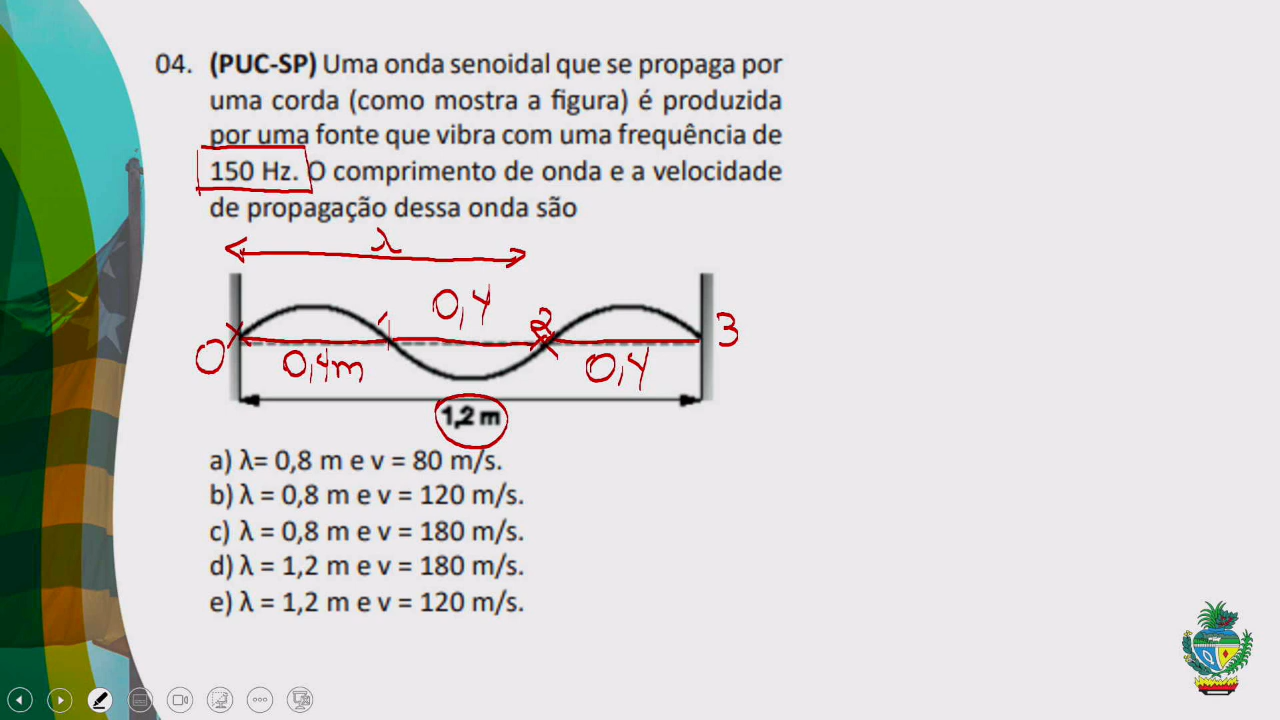 04. (PUC-SP) Uma onda senoidal que se propaga por
uma corda (como mostra a figura) é produzida
por uma fonte que vibra com uma frequência de
150 Hz. O comprimento de onda e a velocidade
de propagação dessa onda são
λ
0,4
0 1 2 3
0,4m 0,4
1,2 m
a) λ= 0,8 m e v = 80 m/s.
b) λ = 0,8 m e v = 120 m/s.
c) λ = 0,8 m e v = 180 m/s.
d) λ = 1,2 m e v = 180 m/s.
e) λ = 1,2 m e v = 120 m/s.